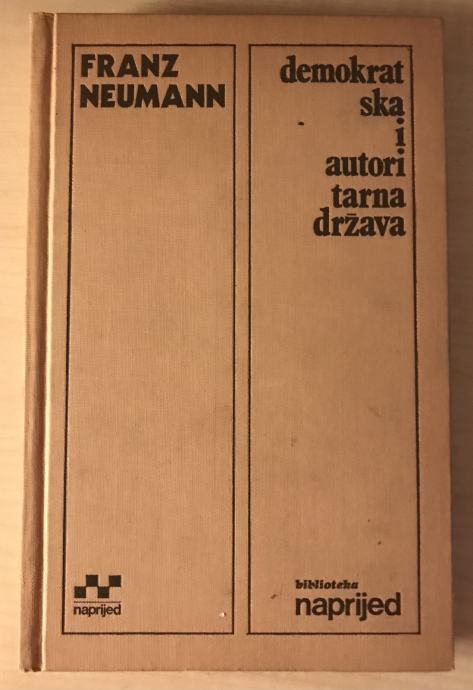 FRANZ
NEUMANN
demokrat
ska
i
autori
tarna
država
naprijed
biblioteka
naprijed